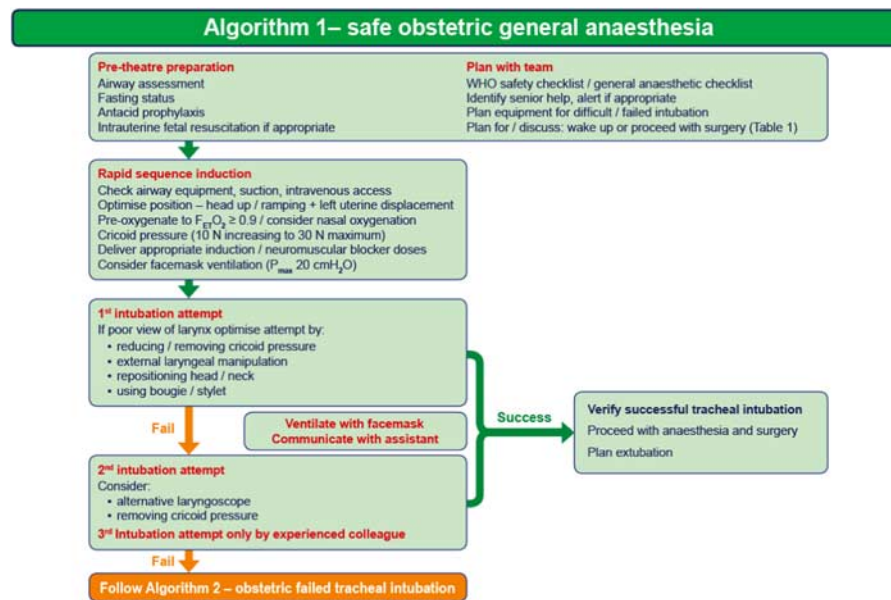 Algorithm 1– safe obstetric general anaesthesia
Pre-theatre preparation
Airway assessment
Fasting status
Antacid prophylaxis
Intrauterine fetal resuscitation if appropriate
Plan with team
WHO safety checklist / general anaesthetic checklist
Identify senior help, alert if appropriate
Plan equipment for difficult / failed intubation
Plan for / discuss: wake up or proceed with surgery (Table 1)
Rapid sequence induction
Check airway equipment, suction, intravenous access
Optimise position – head up / ramping + left uterine displacement
Pre-oxygenate to FETO2 ≥ 0.9 / consider nasal oxygenation
Cricoid pressure (10 N increasing to 30 N maximum)
Deliver appropriate induction / neuromuscular blocker doses
Consider facemask ventilation (Pmax 20 cmH2O)
1st intubation attempt
If poor view of larynx optimise attempt by:
• reducing / removing cricoid pressure
• external laryngeal manipulation
• repositioning head / neck
• using bougie / stylet
Fail
Ventilate with facemask
Communicate with assistant
Success
Verify successful tracheal intubation
Proceed with anaesthesia and surgery
Plan extubation
2nd intubation attempt
Consider:
• alternative laryngoscope
• removing cricoid pressure
3rd Intubation attempt only by experienced colleague
Fail
Follow Algorithm 2 – obstetric failed tracheal intubation